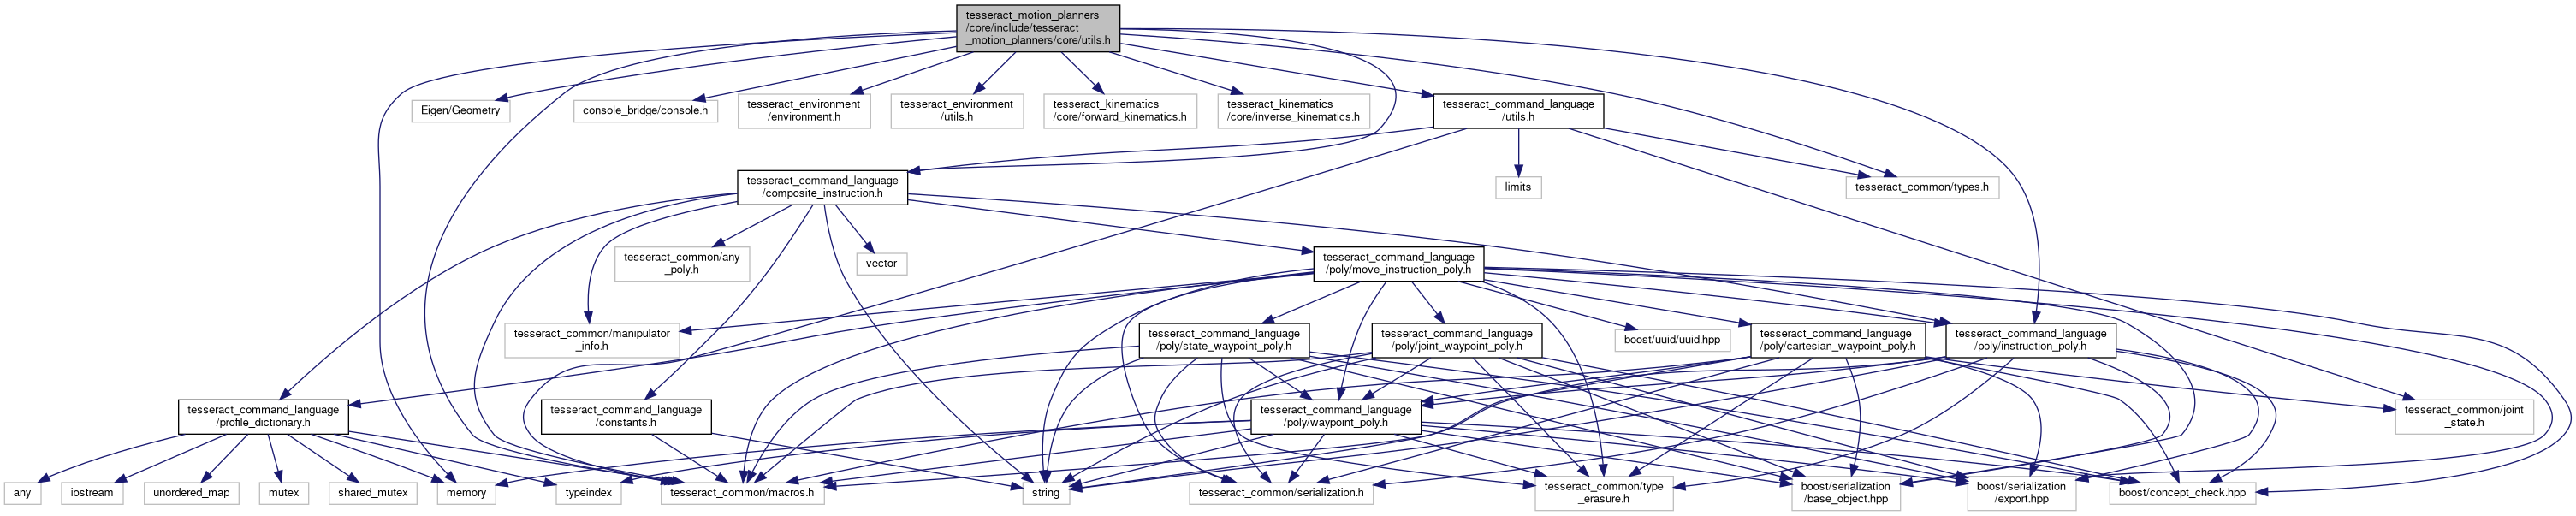 tesseract_motion_planners
/core/include/tesseract
_motion_planners/core/utils.h
Eigen/Geometry
console_bridge/console.h
tesseract_environment
/environment.h
tesseract_environment
/utils.h
tesseract_kinematics
/core/forward_kinematics.h
tesseract_kinematics
/core/inverse_kinematics.h
tesseract_command_language
/utils.h
tesseract_command_language
/composite_instruction.h
limits
tesseract_common/types.h
tesseract_common/any
_poly.h
vector
tesseract_command_language
/poly/move_instruction_poly.h
tesseract_common/manipulator
_info.h
tesseract_command_language
/poly/state_waypoint_poly.h
tesseract_command_language
/poly/joint_waypoint_poly.h
boost/uuid/uuid.hpp
tesseract_command_language
/poly/cartesian_waypoint_poly.h
tesseract_command_language
/poly/instruction_poly.h
tesseract_command_language
/profile_dictionary.h
tesseract_command_language
/constants.h
tesseract_command_language
/poly/waypoint_poly.h
tesseract_common/joint
_state.h
any
iostream
unordered_map
mutex
shared_mutex
memory
typeindex
tesseract_common/macros.h
string
tesseract_common/serialization.h
tesseract_common/type
_erasure.h
boost/serialization
/base_object.hpp
boost/serialization
/export.hpp
boost/concept_check.hpp